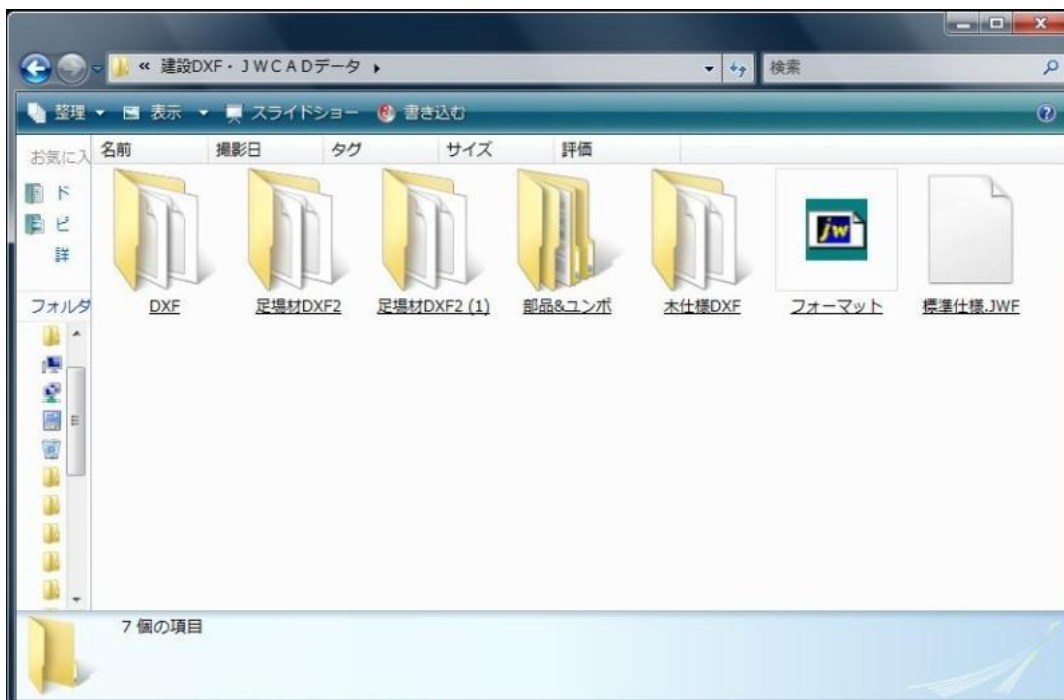 « 建設DXF・JWCADデータ
検索
整理 表示 スライドショー 書き込む
お気に入 名前 撮影日 タグ サイズ 評価
ド
ピ
詳
フォルダ
DXF 足場材DXF2 足場材DXF2 (1) 部品&ユンボ 木仕様DXF フォーマット 標準仕様.JWF
jw
7 個の項目